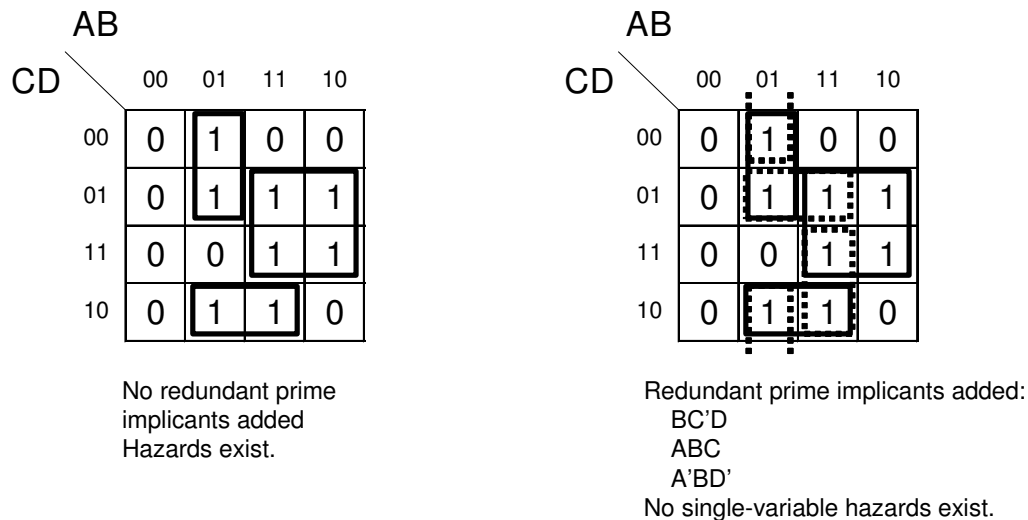 AB
CD 00 01 11 10
00 0 1 0 0
01 0 1 1 1
11 0 0 1 1
10 0 1 1 0
No redundant prime
implicants added
Hazards exist.
AB
CD 00 01 11 10
00 0 1 0 0
01 0 1 1 1
11 0 0 1 1
10 0 1 1 0
Redundant prime implicants added:
BC'D
ABC
A'BD'
No single-variable hazards exist.